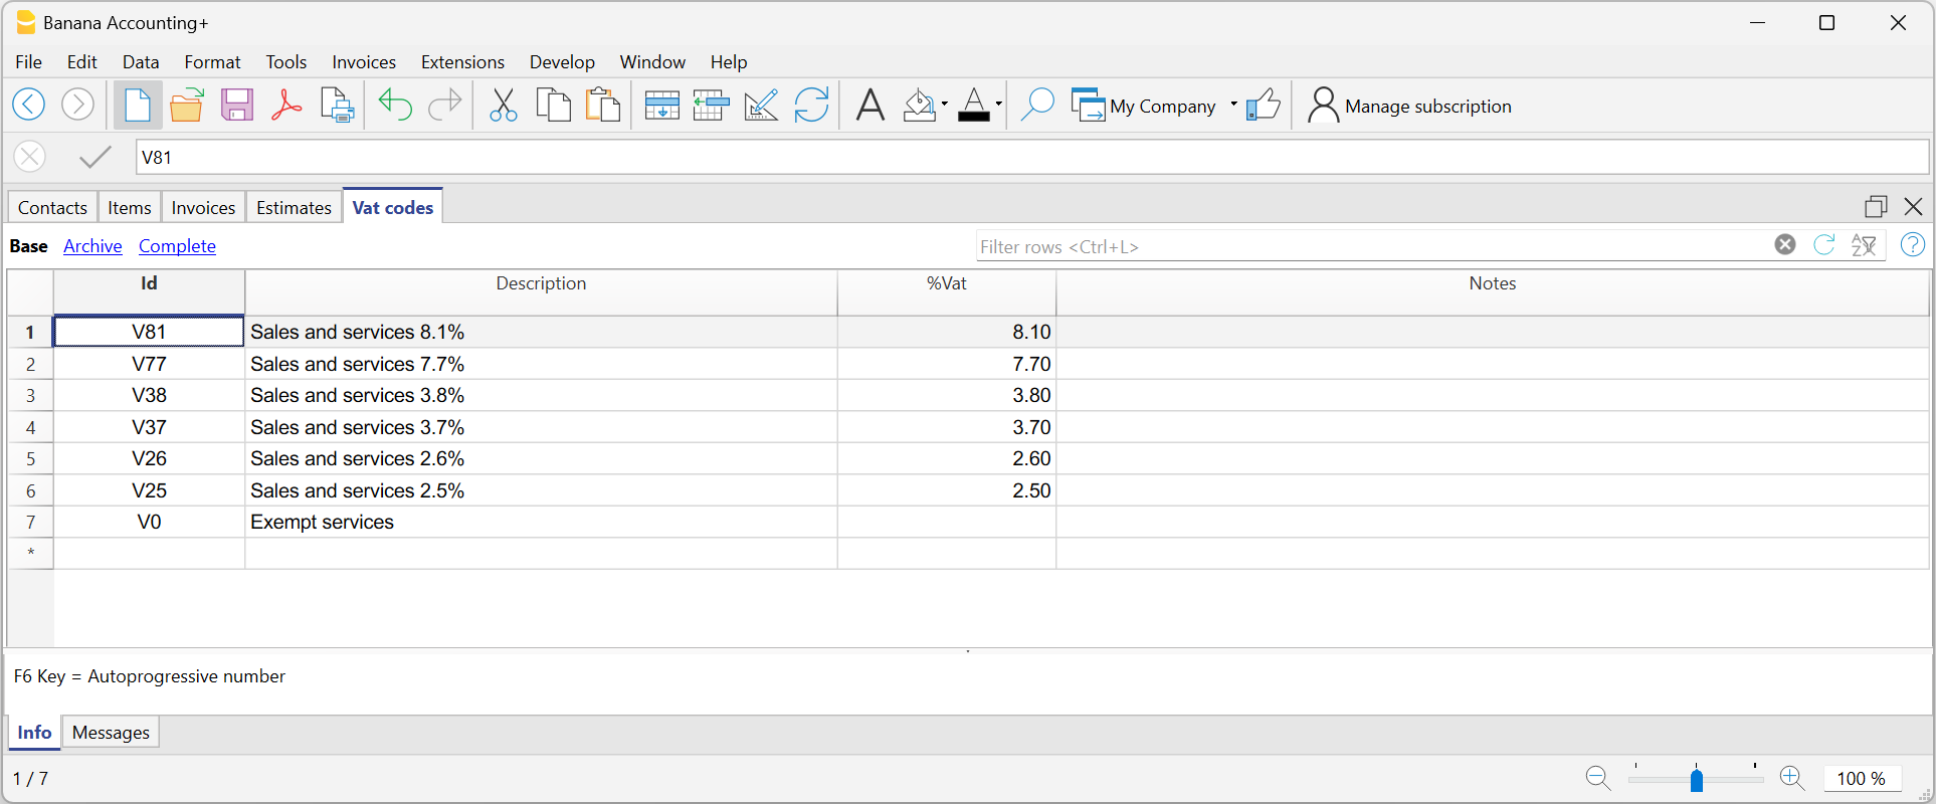 Banana Accounting+
File Edit Data Format Tools Invoices Extensions Develop Window Help
A A My Company Manage subscription
V81
Contacts Items Invoices Estimates Vat codes
Base Archive Complete Filter rows <Ctrl+L> AZ ?
Id Description %Vat Notes
1 V81 Sales and services 8.1% 8.10
2 V77 Sales and services 7.7% 7.70
3 V38 Sales and services 3.8% 3.80
4 V37 Sales and services 3.7% 3.70
5 V26 Sales and services 2.6% 2.60
6 V25 Sales and services 2.5% 2.50
7 V0 Exempt services
*
F6 Key = Autoprogressive number
Info Messages
1 / 7 100 %